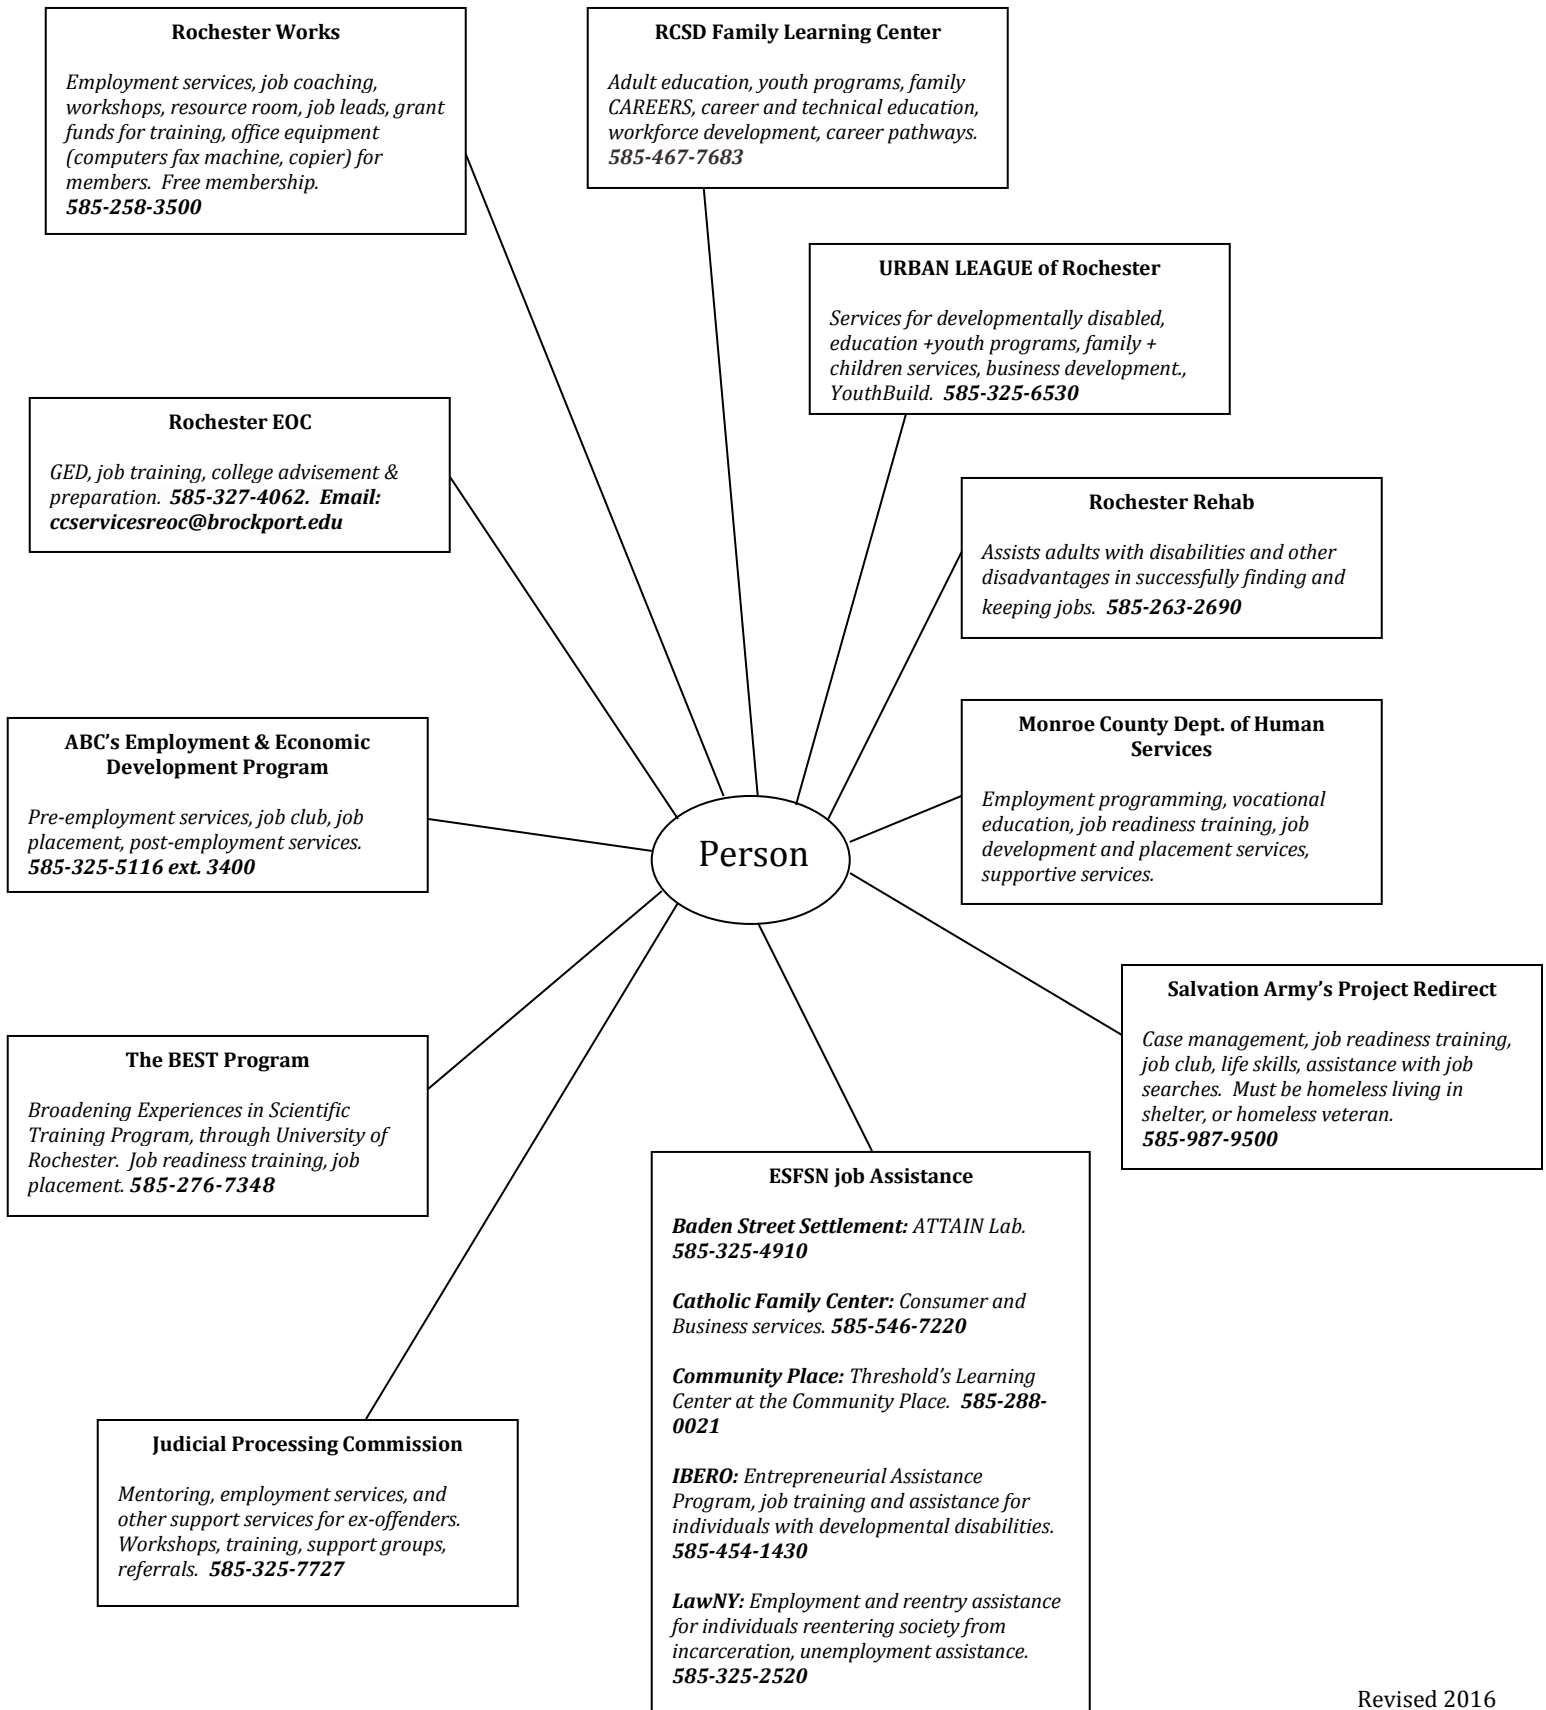 Rochester Works
Employment services, job coaching,
workshops, resource room, job leads, grant
funds for training, office equipment
(computers fax machine, copier) for
members.  Free membership.
585-258-3500
RCSD Family Learning Center
Adult education, youth programs, family
CAREERS, career and technical education,
workforce development, career pathways.
585-467-7683
URBAN LEAGUE of Rochester
Services for developmentally disabled,
education +youth programs, family +
children services, business development.,
YouthBuild.  585-325-6530
Rochester EOC
GED, job training, college advisement &
preparation.  585-327-4062.  Email:
ccservicesreoc@brockport.edu
Rochester Rehab
Assists adults with disabilities and other
disadvantages in successfully finding and
keeping jobs.  585-263-2690
ABC’s Employment & Economic
Development Program
Pre-employment services, job club, job
placement, post-employment services.
585-325-5116 ext. 3400
Monroe County Dept. of Human
Services
Employment programming, vocational
education, job readiness training, job
development and placement services,
supportive services.
Person
Salvation Army’s Project Redirect
Case management, job readiness training,
job club, life skills, assistance with job
searches.  Must be homeless living in
shelter, or homeless veteran.
585-987-9500
The BEST Program
Broadening Experiences in Scientific
Training Program, through University of
Rochester.  Job readiness training, job
placement. 585-276-7348
ESFSN job Assistance
Baden Street Settlement: ATTAIN Lab.
585-325-4910
Catholic Family Center: Consumer and
Business services. 585-546-7220
Community Place: Threshold’s Learning
Center at the Community Place.  585-288-
0021
IBERO: Entrepreneurial Assistance
Program, job training and assistance for
individuals with developmental disabilities.
585-454-1430
LawNY: Employment and reentry assistance
for individuals reentering society from
incarceration, unemployment assistance.
585-325-2520
Judicial Processing Commission
Mentoring, employment services, and
other support services for ex-offenders.
Workshops, training, support groups,
referrals.  585-325-7727
Revised 2016